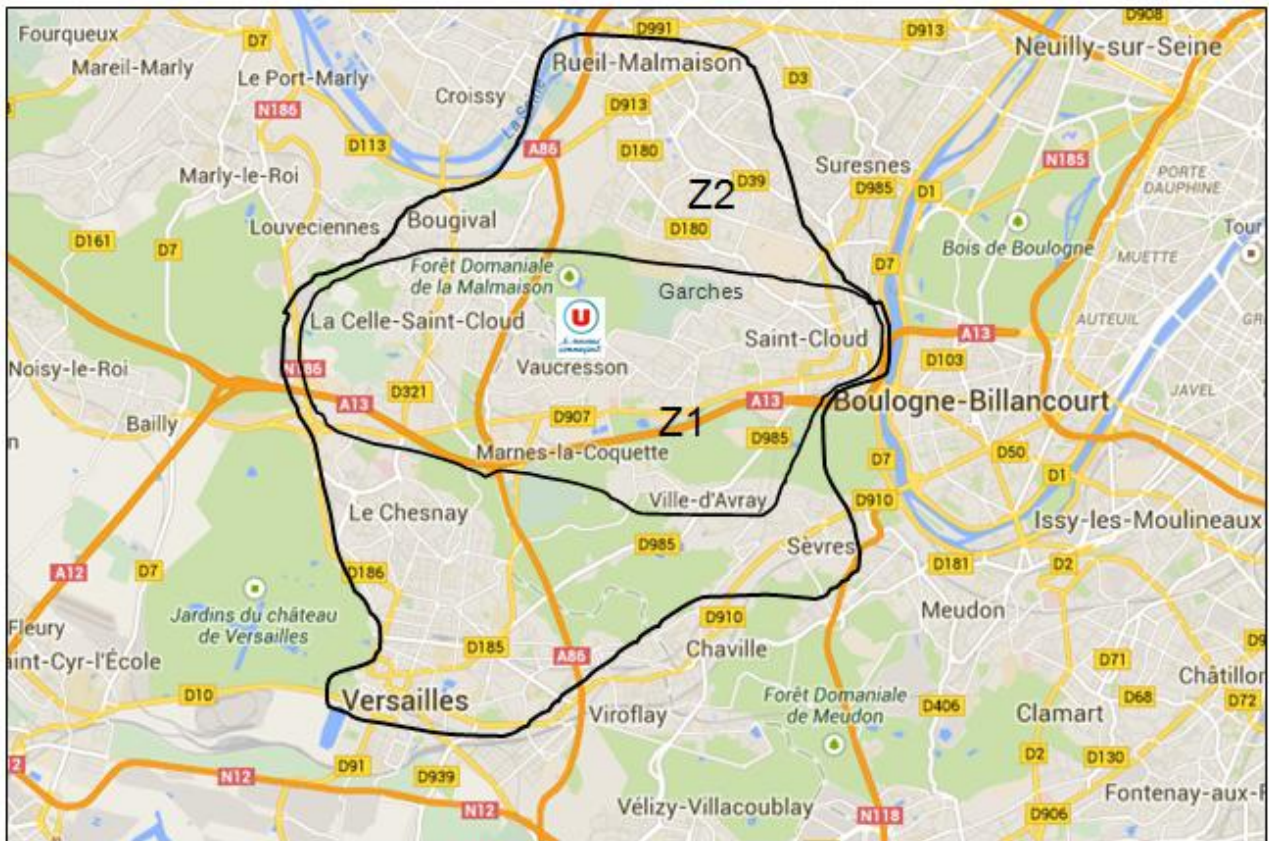 D908
Fourqueux
D7
D991
D913
Neuilly-sur-Seine
Mareil-Marly
Le Port-Marly
Rueil-Malmaison
D3
Croissy
N186
La Seine
D913
D113
A86
D180
Suresnes
N185
Marly-le-Roi
D39
D985
D1
PORTE
DAUPHINE
Z2
Louveciennes
Bougival
D180
D161
D7
Bois de Boulogne
Tour
MUETTE
Forêt Domaniale
de la Malmaison
D7
Garches
La Celle-Saint-Cloud
U
AUTEUIL
Saint-Cloud
A13
Noisy-le-Roi
N186
Vaucresson
D103
D321
JAVEL
A13
A13
Boulogne-Billancourt
D907
Bailly
Z1
D985
Marnes-la-Coquette
D50
D7
D1
Ville-d'Avray
D910
Le Chesnay
Issy-les-Moulineaux
D985
Sèvres
A12
D7
D186
D181
D2
Jardins du château
de Versailles
D910
Meudon
Fleury
D185
Chaville
A86
aint-Cyr-l'École
D71
Châtillon
D10
Versailles
Forêt Domaniale
de Meudon
D68
D72
Viroflay
D406
Clamart
D2
D130
D91
N12
D939
Vélizy-Villacoublay
Fontenay-aux-
N12
N118
D906